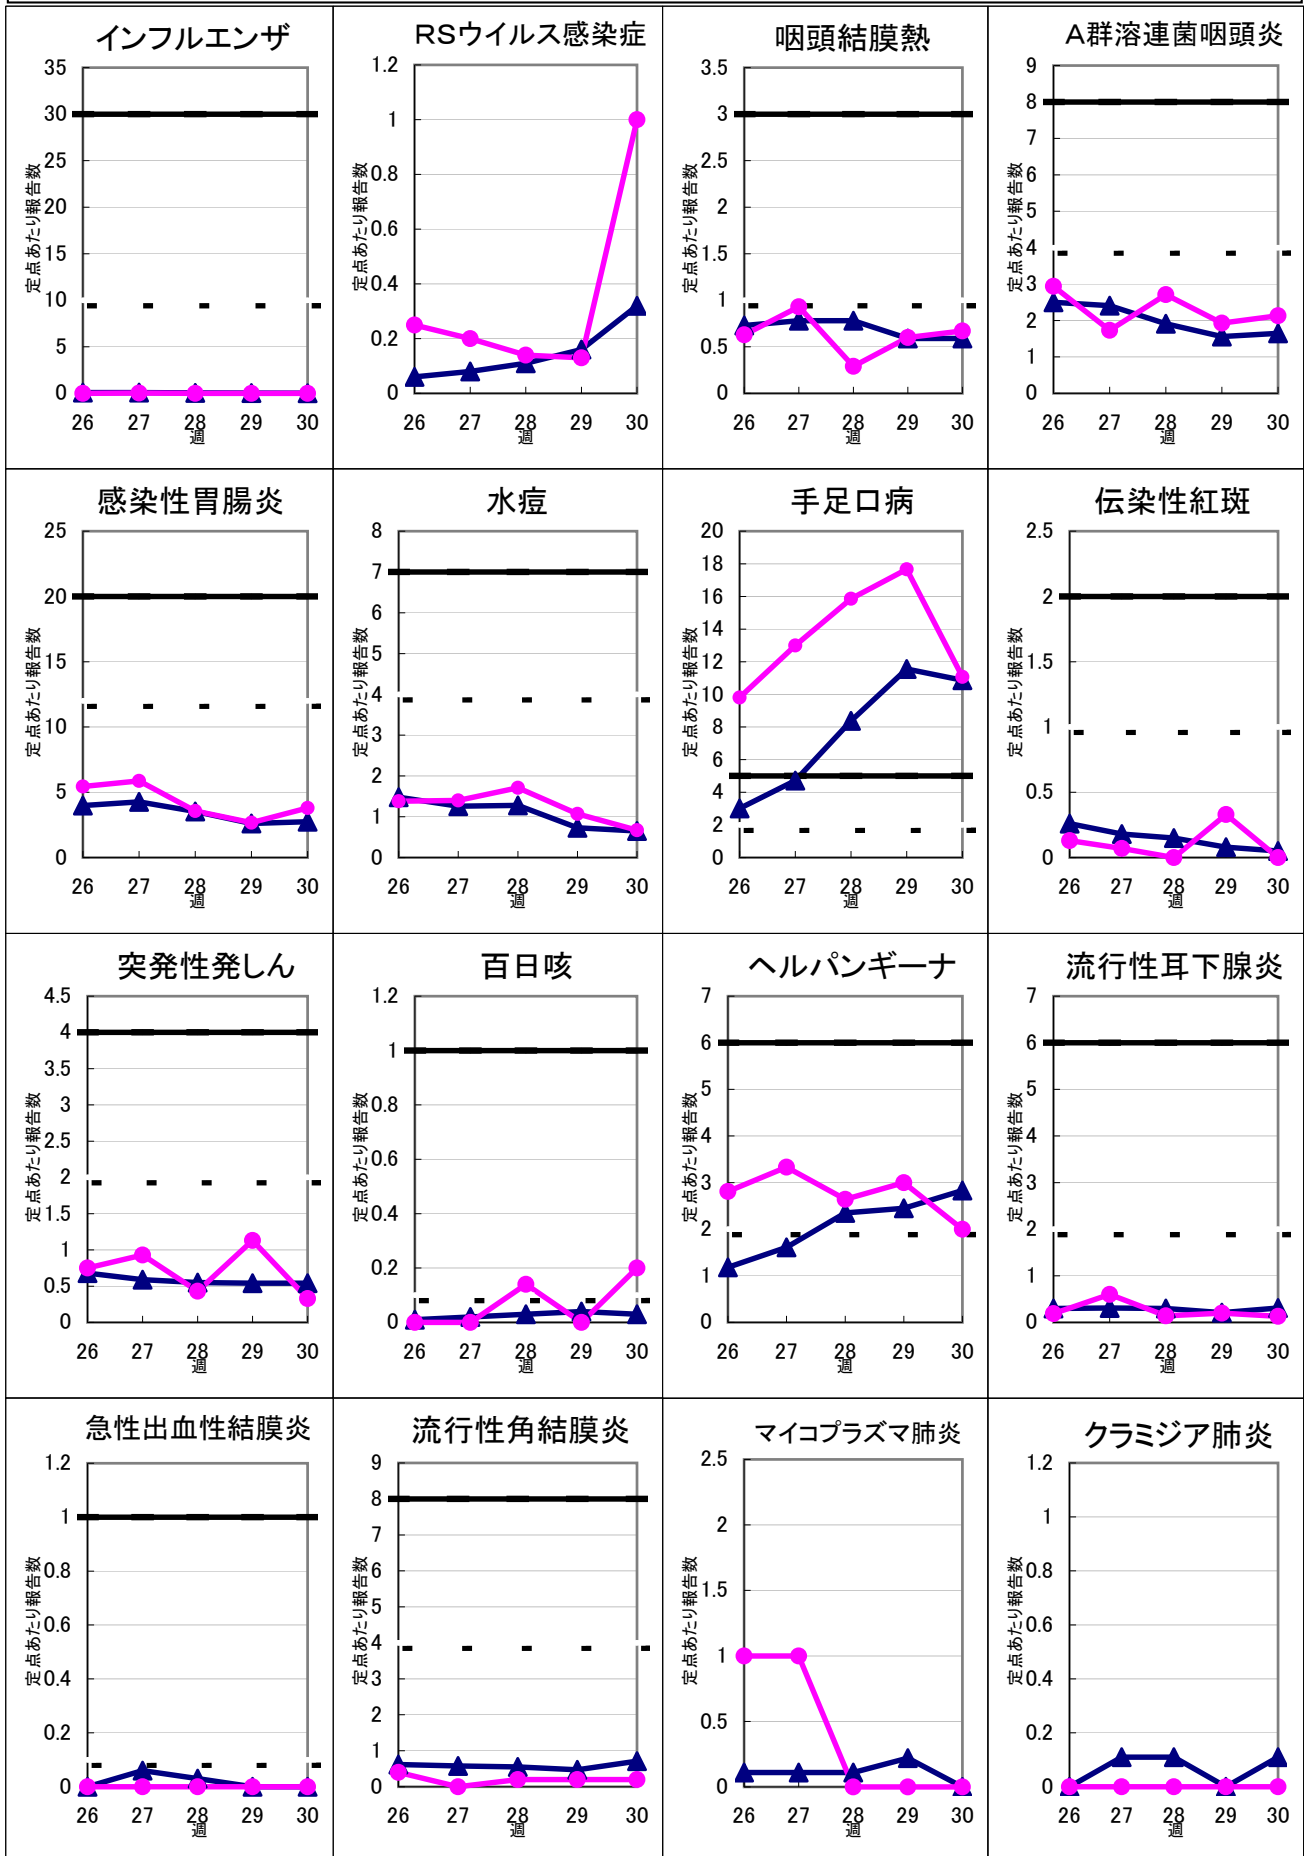 インフルエンザ
35
30
25
20
15
10
5
0
定点あたり報告数
26 27 28 29 30
週
RSウイルス感染症
1.2
1
0.8
0.6
0.4
0.2
0
定点あたり報告数
26 27 28 29 30
週
咽頭結膜熱
3.5
3
2.5
2
1.5
1
0.5
0
定点あたり報告数
26 27 28 29 30
週
A群溶連菌咽頭炎
9
8
7
6
5
4
3
2
1
0
定点あたり報告数
26 27 28 29 30
週
感染性胃腸炎
25
20
15
10
5
0
定点あたり報告数
26 27 28 29 30
週
水痘
8
7
6
5
4
3
2
1
0
定点あたり報告数
26 27 28 29 30
週
手足口病
20
18
16
14
12
10
8
6
4
2
0
定点あたり報告数
26 27 28 29 30
週
伝染性紅斑
2.5
2
1.5
1
0.5
0
定点あたり報告数
26 27 28 29 30
週
突発性発しん
4.5
4
3.5
3
2.5
2
1.5
1
0.5
0
定点あたり報告数
26 27 28 29 30
週
百日咳
1.2
1
0.8
0.6
0.4
0.2
0
定点あたり報告数
26 27 28 29 30
週
ヘルパンギーナ
7
6
5
4
3
2
1
0
定点あたり報告数
26 27 28 29 30
週
流行性耳下腺炎
7
6
5
4
3
2
1
0
定点あたり報告数
26 27 28 29 30
週
急性出血性結膜炎
1.2
1
0.8
0.6
0.4
0.2
0
定点あたり報告数
26 27 28 29 30
週
流行性角結膜炎
9
8
7
6
5
4
3
2
1
0
定点あたり報告数
26 27 28 29 30
週
マイコプラズマ肺炎
2.5
2
1.5
1
0.5
0
定点あたり報告数
26 27 28 29 30
週
クラミジア肺炎
1.2
1
0.8
0.6
0.4
0.2
0
定点あたり報告数
26 27 28 29 30
週